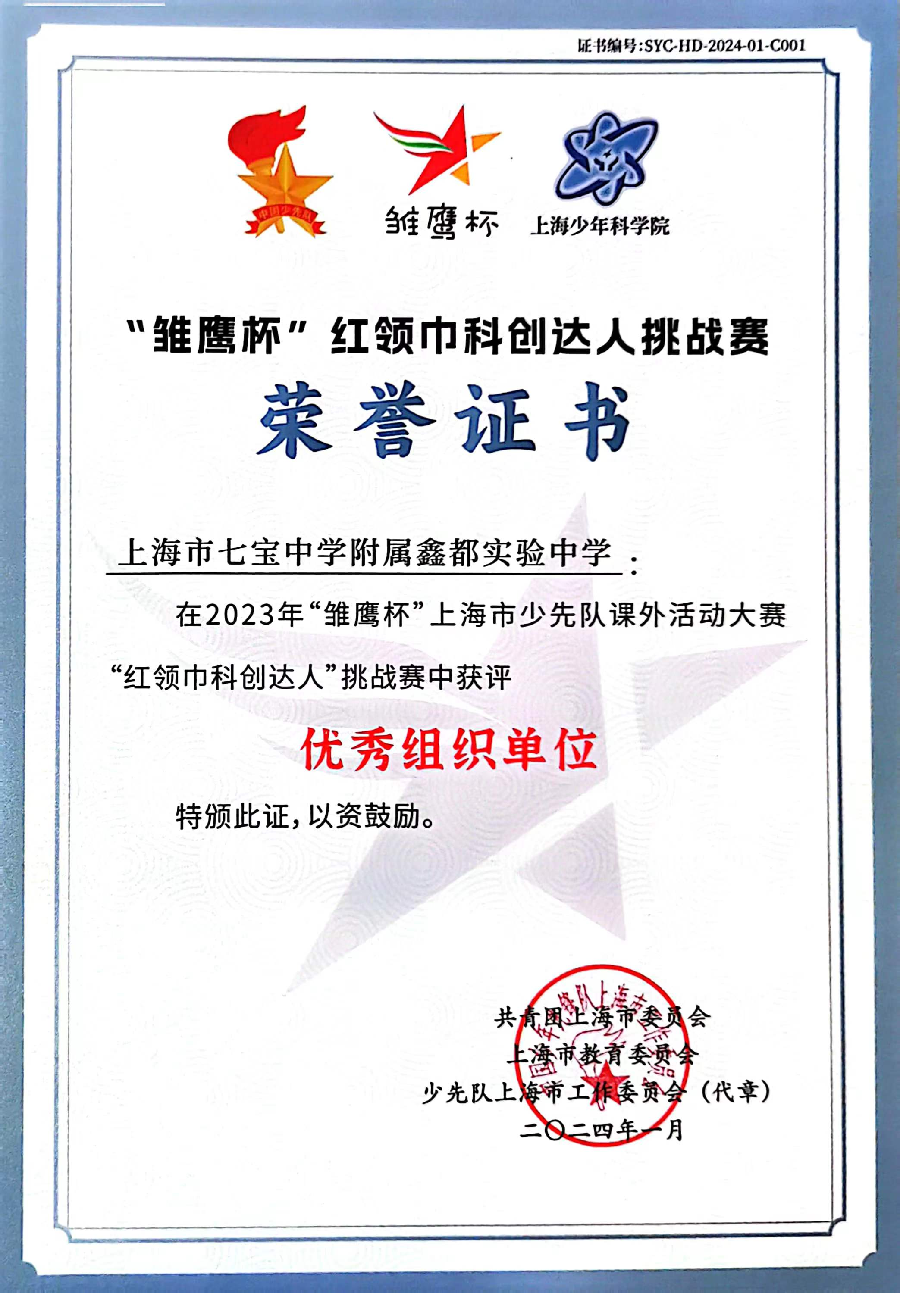 证书编号:SYC-HD-2024-01-C001
中国少先队
雏鹰杯
上海少年科学院
“雏鹰杯”红领巾科创达人挑战赛
荣誉证书
上海市七宝中学附属鑫都实验中学：
在2023年“雏鹰杯”上海市少先队课外活动大赛
“红领巾科创达人”挑战赛中获评
优秀组织单位
特颁此证，以资鼓励。
共青团上海市委员会
上海市教育委员会
少先队上海市工作委员会（代章）
二〇二四年一月